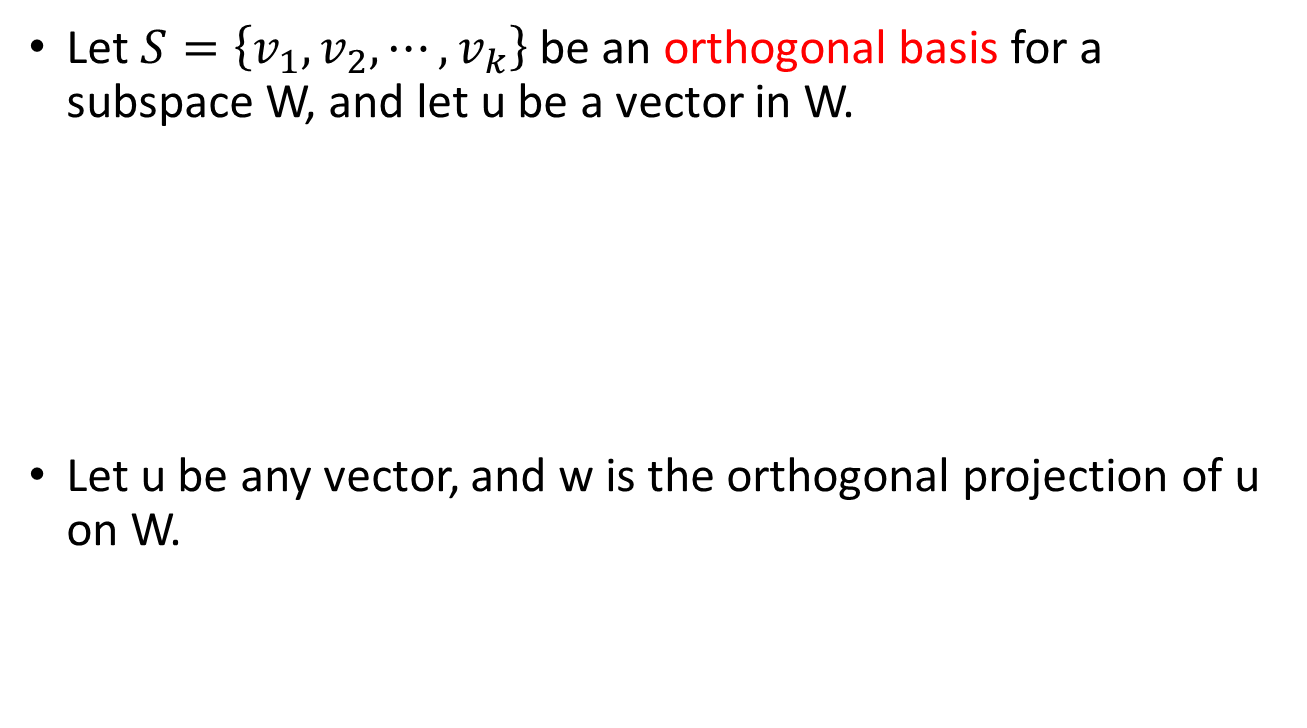 • Let 𝑆 = {𝑣₁, 𝑣₂, ⋯ , 𝑣ₖ} be an orthogonal basis for a
subspace W, and let u be a vector in W.
• Let u be any vector, and w is the orthogonal projection of u
on W.